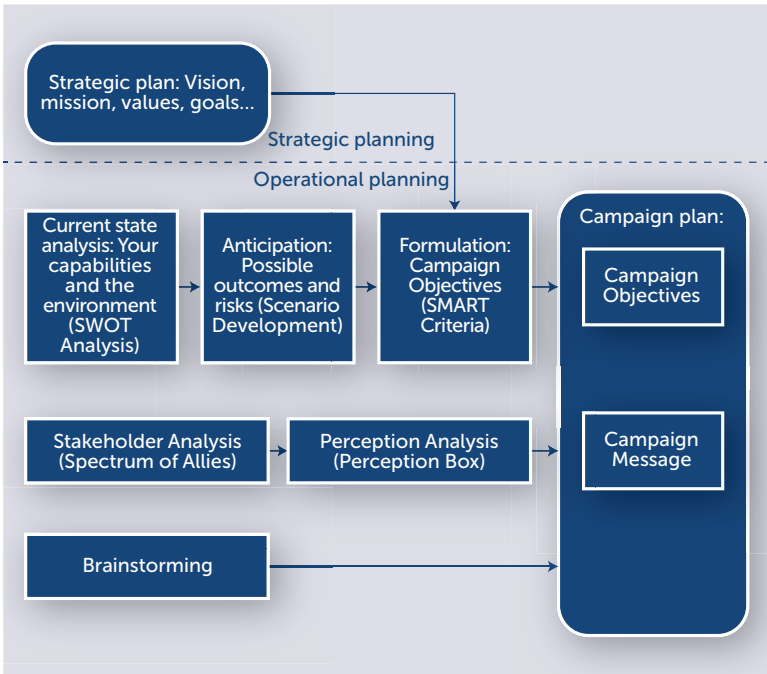 Strategic plan: Vision,
mission, values, goals...
Strategic planning
Operational planning
Current state
analysis: Your
capabilities
and the
environment
(SWOT
Analysis)
Anticipation:
Possible
outcomes and
risks (Scenario
Development)
Formulation:
Campaign
Objectives
(SMART
Criteria)
Campaign plan:
Campaign
Objectives
Stakeholder Analysis
(Spectrum of Allies)
Perception Analysis
(Perception Box)
Campaign
Message
Brainstorming